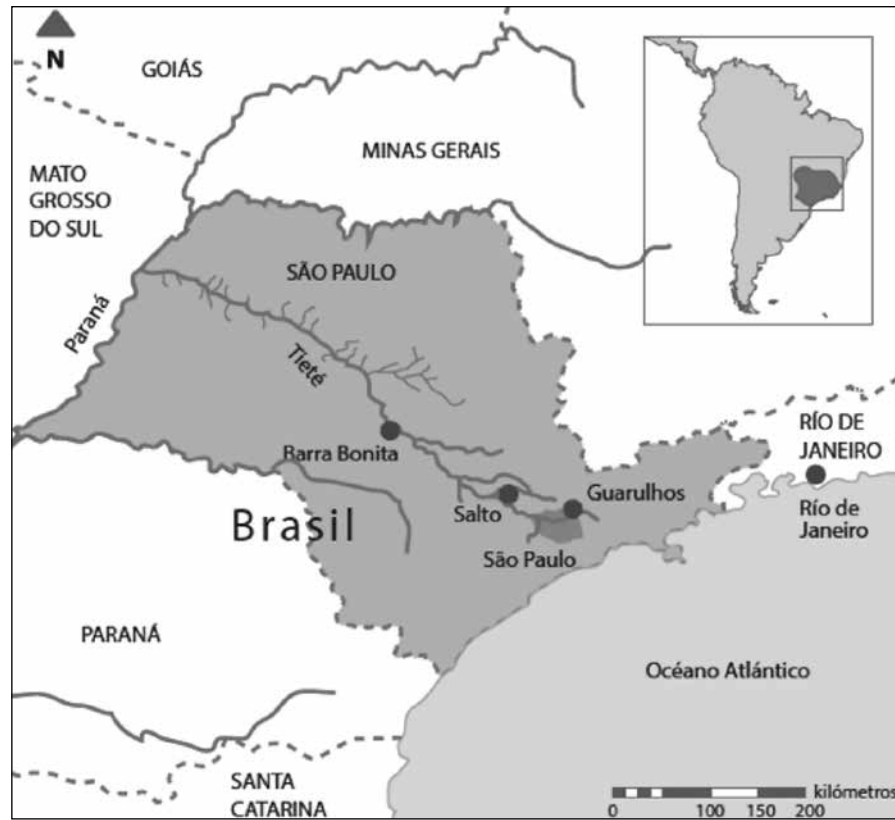 N
GOIÁS
MINAS GERAIS
MATO
GROSSO
DO SUL
SÃO PAULO
Paraná
Tieté
Barra Bonita
RÍO DE
JANEIRO
Guarulhos
Salto
Río de
Janeiro
Brasil
São Paulo
PARANÁ
Océano Atlántico
SANTA
CATARINA
kilómetros
0 100 150 200